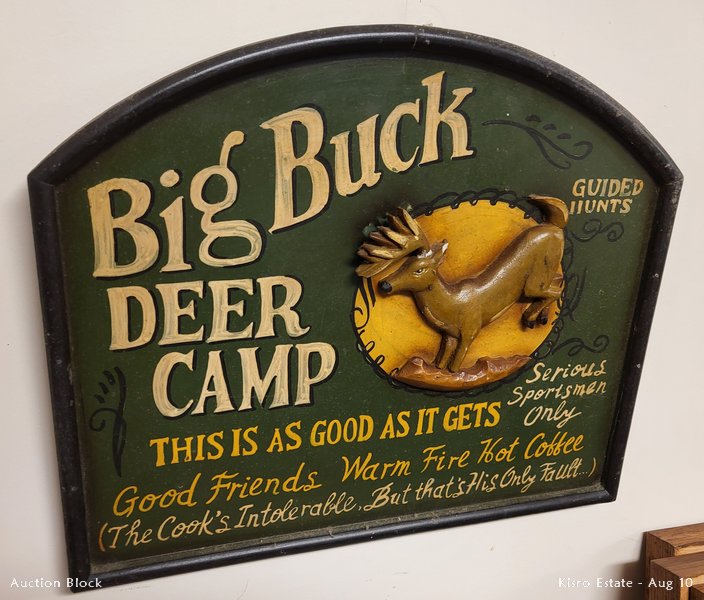 Big Buck
DEER
CAMP
GUIDED
HUNTS
Serious
Sportsmen
Only
THIS IS AS GOOD AS IT GETS
Good Friends Warm Fire Hot Coffee
(The Cook's Intolerable, But that's His Only Fault...)
Auction Block
Kisro Estate - Aug 10